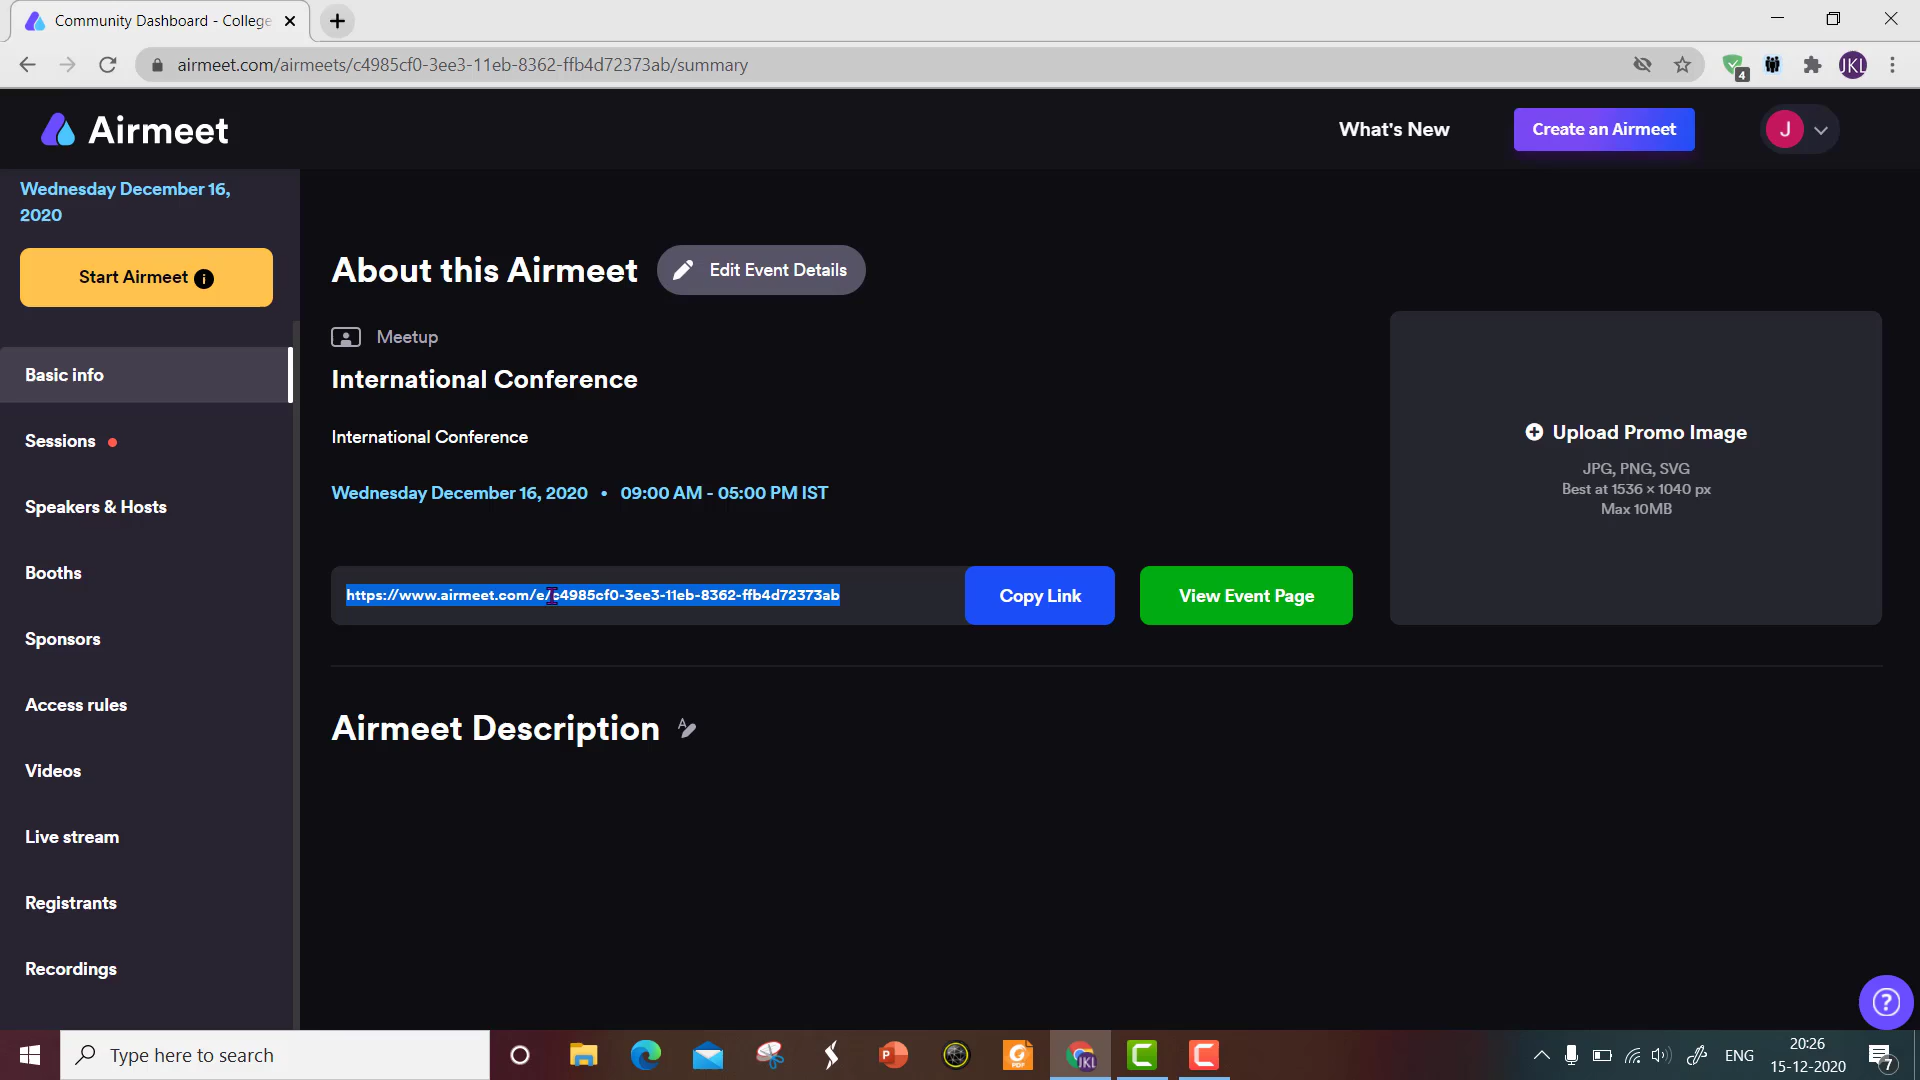 Community Dashboard - College
airmeet.com/airmeets/c4985cf0-3ee3-11eb-8362-ffb4d72373ab/summary
4
JKL
Airmeet
What's New
Create an Airmeet
J
Wednesday December 16,
2020
Start Airmeet
Basic info
Sessions
Speakers & Hosts
Booths
Sponsors
Access rules
Videos
Live stream
Registrants
Recordings
About this Airmeet
Edit Event Details
Meetup
International Conference
International Conference
Wednesday December 16, 2020 • 09:00 AM - 05:00 PM IST
https://www.airmeet.com/e/c4985cf0-3ee3-11eb-8362-ffb4d72373ab
Copy Link
View Event Page
Upload Promo Image
JPG, PNG, SVG
Best at 1536 × 1040 px
Max 10MB
Airmeet Description
?
Type here to search
P
PDF
JKL
ENG
20:26
15-12-2020
7